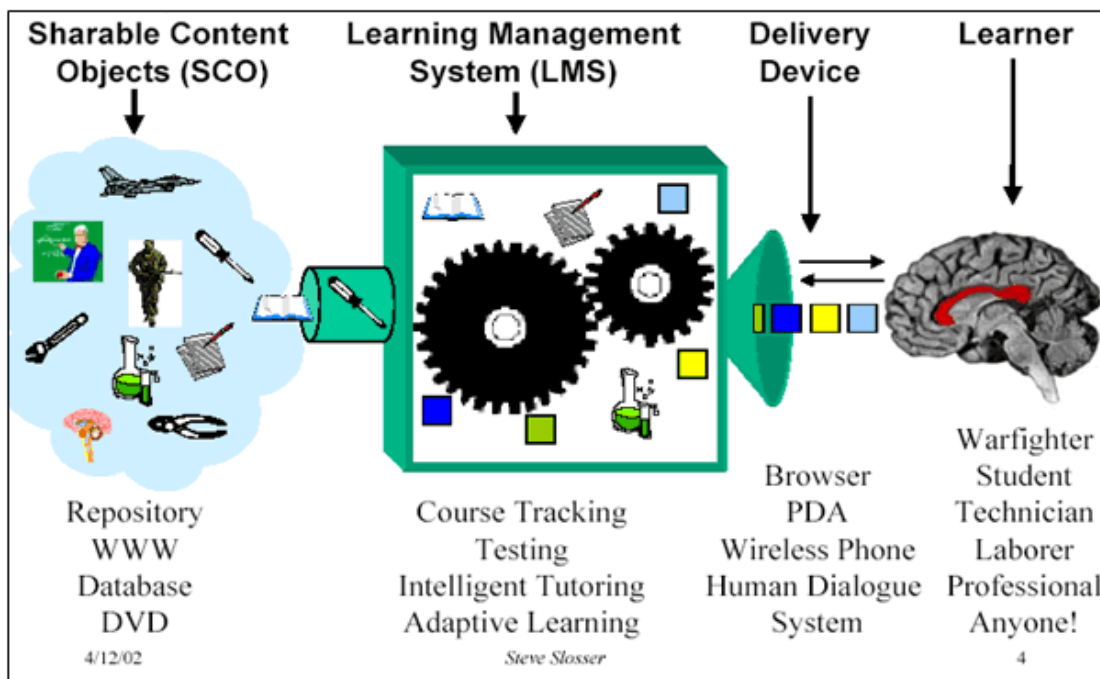 Sharable Content
Objects (SCO)
Learning Management
System (LMS)
Delivery
Device
Learner
Repository
WWW
Database
DVD
Course Tracking
Testing
Intelligent Tutoring
Adaptive Learning
Browser
PDA
Wireless Phone
Human Dialogue
System
Warfighter
Student
Technician
Laborer
Professional
Anyone!
4/12/02
Steve Slosser
4